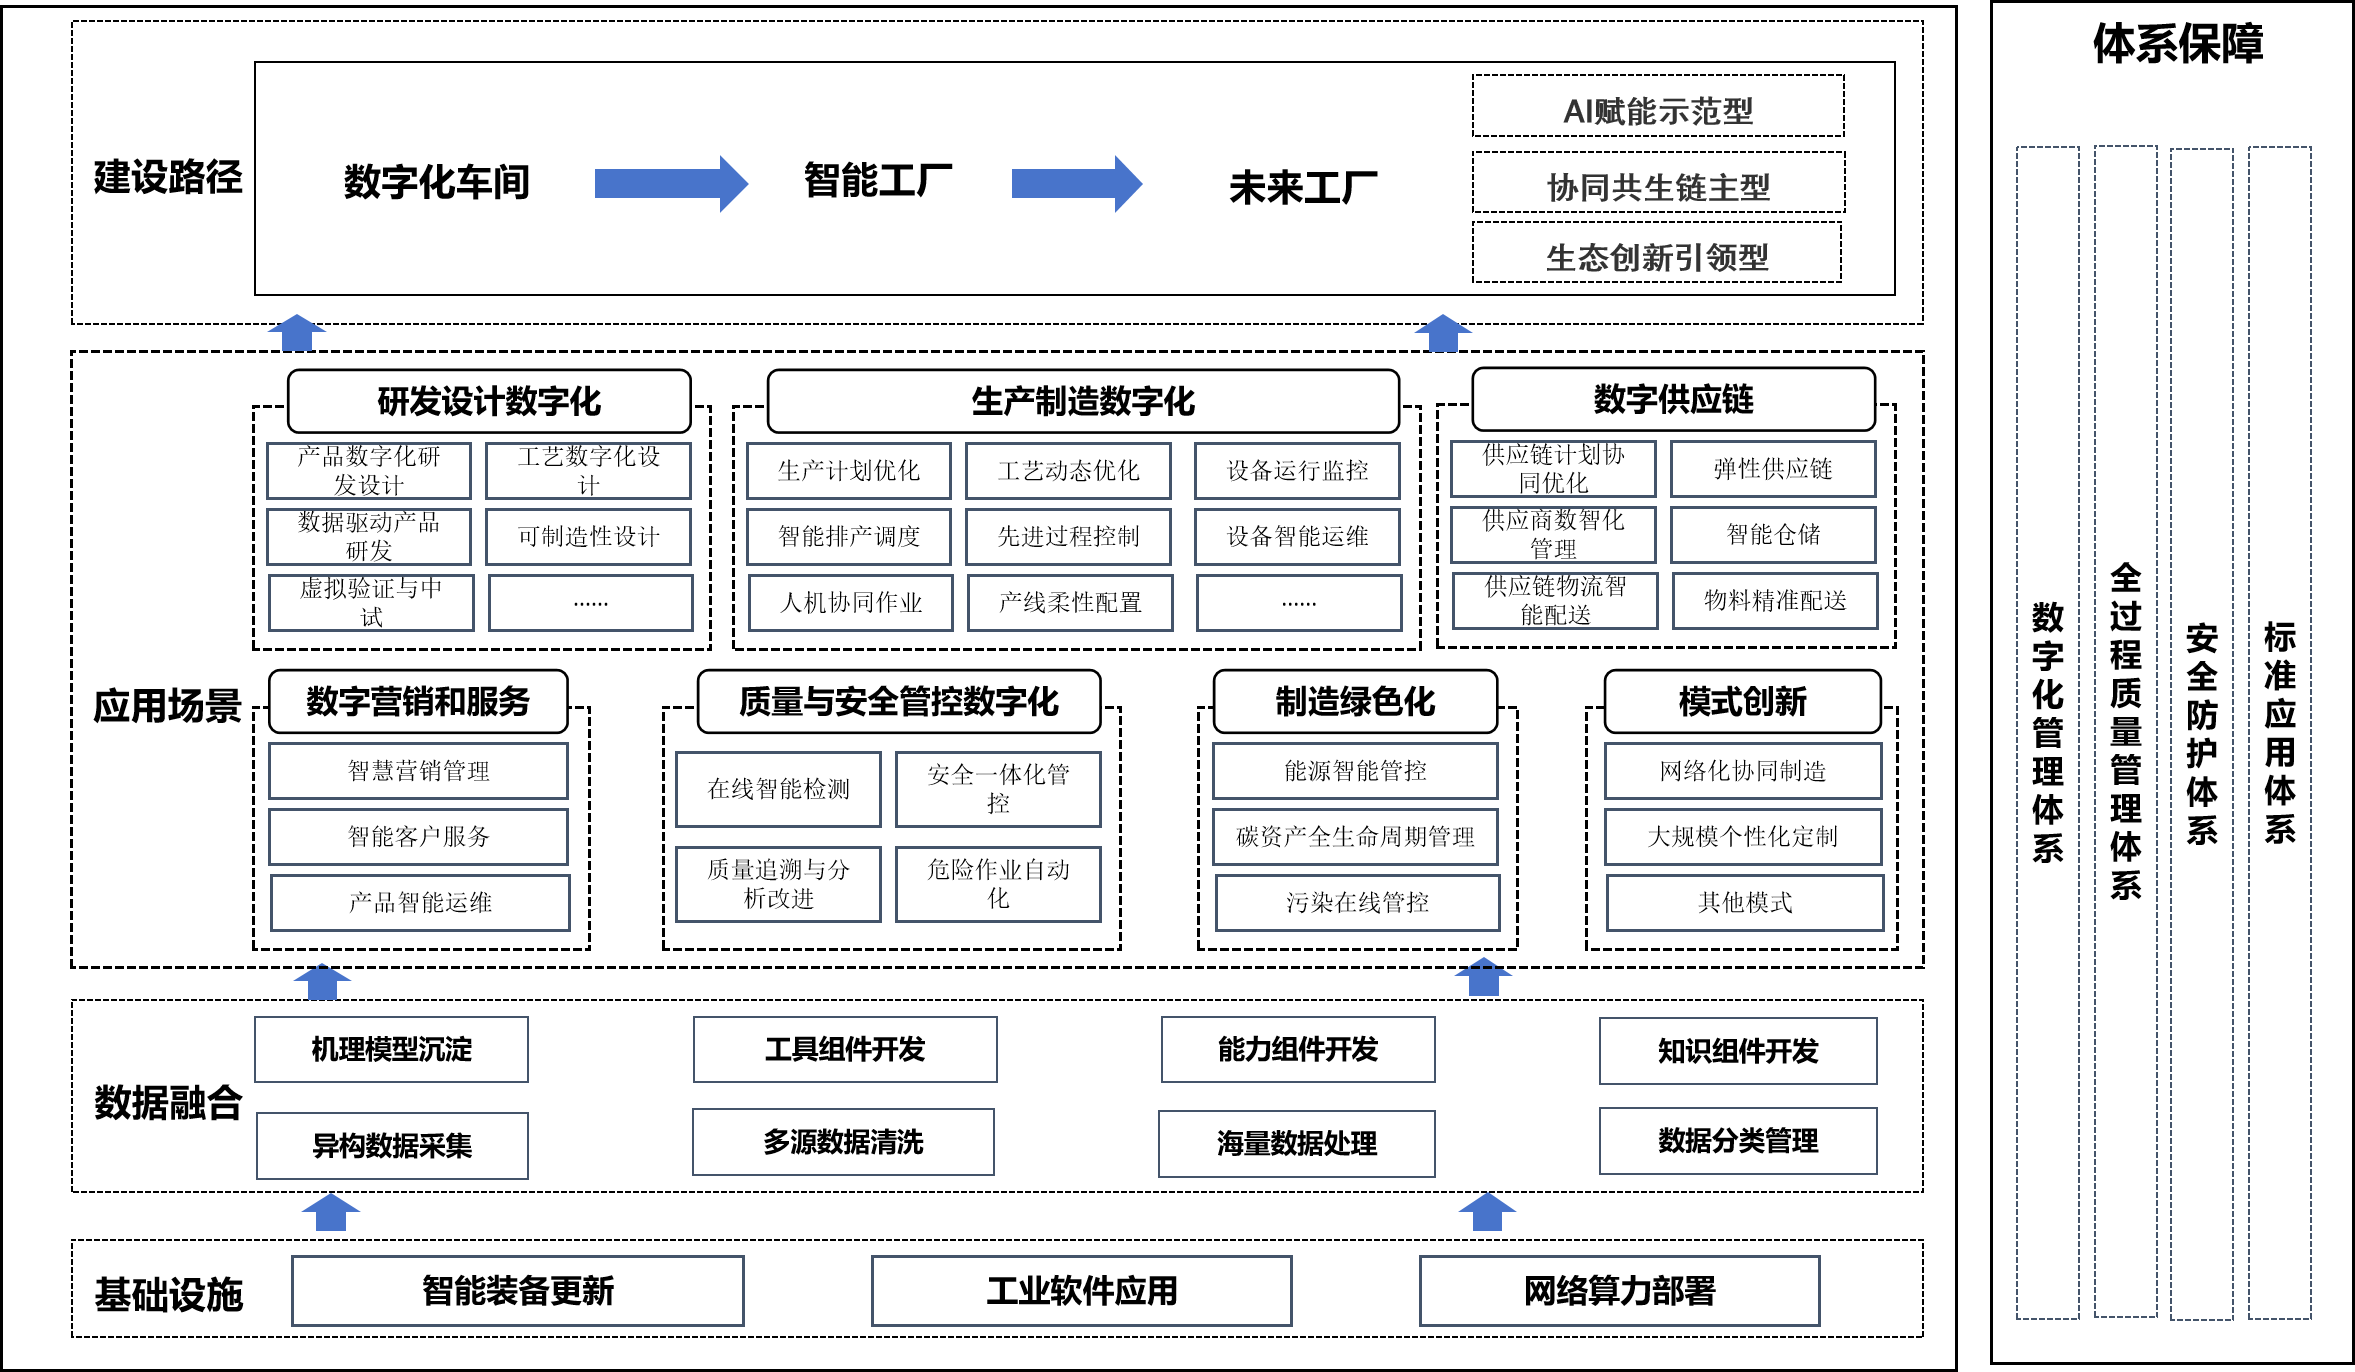 建设路径
数字化车间
智能工厂
未来工厂
AI赋能示范型
协同共生链主型
生态创新引领型
应用场景
研发设计数字化
产品数字化研
发设计
工艺数字化设
计
数据驱动产品
研发
可制造性设计
虚拟验证与中
试
......
生产制造数字化
生产计划优化
工艺动态优化
设备运行监控
智能排产调度
先进过程控制
设备智能运维
人机协同作业
产线柔性配置
......
数字供应链
供应链计划协
同优化
弹性供应链
供应商数智化
管理
智能仓储
供应链物流智
能配送
物料精准配送
数字营销和服务
智慧营销管理
智能客户服务
产品智能运维
质量与安全管控数字化
在线智能检测
安全一体化管
控
质量追溯与分
析改进
危险作业自动
化
制造绿色化
能源智能管控
碳资产全生命周期管理
污染在线管控
模式创新
网络化协同制造
大规模个性化定制
其他模式
数据融合
机理模型沉淀
工具组件开发
能力组件开发
知识组件开发
异构数据采集
多源数据清洗
海量数据处理
数据分类管理
基础设施
智能装备更新
工业软件应用
网络算力部署
体系保障
数字化管理体系
全过程质量管理体系
安全防护体系
标准应用体系